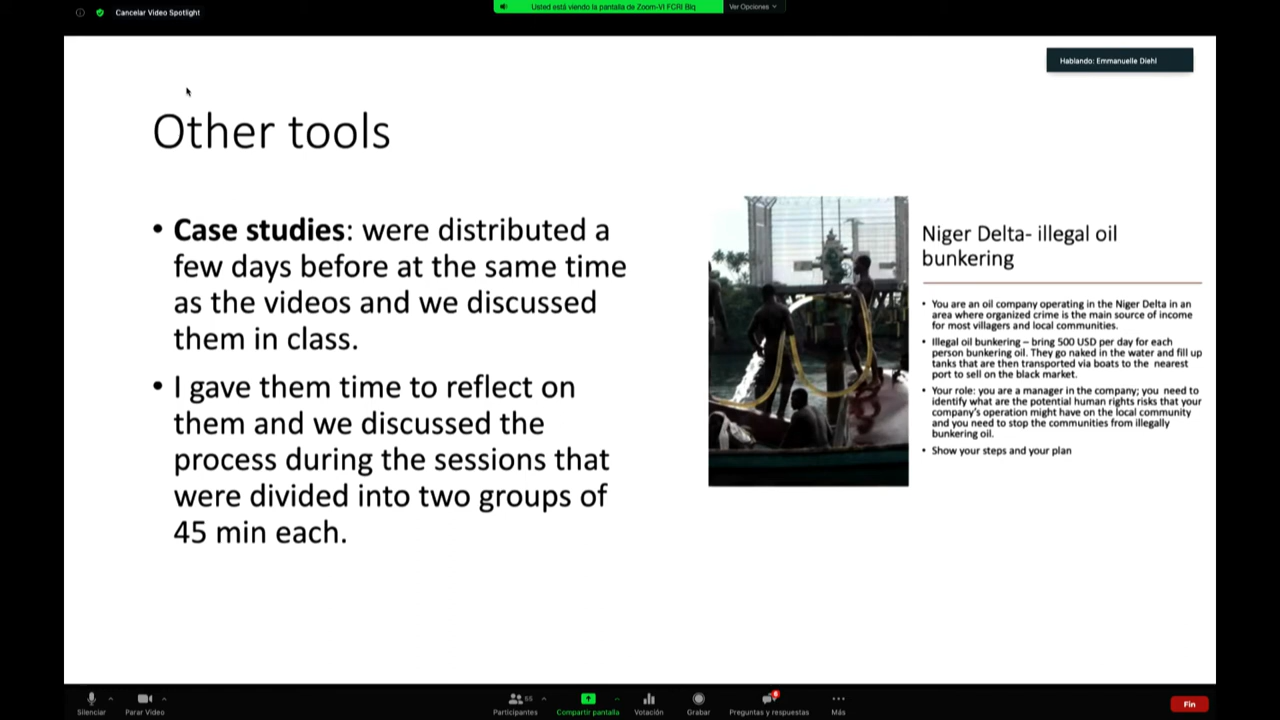 Cancelar Video Spotlight
Usted está viendo la pantalla de Zoom-VI FCRI Blq
Ver Opciones
Hablando: Emmanuelle Diehl
Other tools
• Case studies: were distributed a
few days before at the same time
as the videos and we discussed
them in class.
• I gave them time to reflect on
them and we discussed the
process during the sessions that
were divided into two groups of
45 min each.
Niger Delta- illegal oil
bunkering
• You are an oil company operating in the Niger Delta in an
area where organized crime is the main source of income
for most villagers and local communities.
• Illegal oil bunkering – bring 500 USD per day for each
person bunkering oil. They go naked in the water and fill up
tanks that are then transported via boats to the nearest
port to sell on the black market.
• Your role: you are a manager in the company; you need to
identify what are the potential human rights risks that your
company's operation might have on the local community
and you need to stop the communities from illegally
bunkering oil.
• Show your steps and your plan
Silenciar
Parar Video
55
Participantes
Compartir pantalla
Votación
Grabar
6
Preguntas y respuestas
Más
Fin